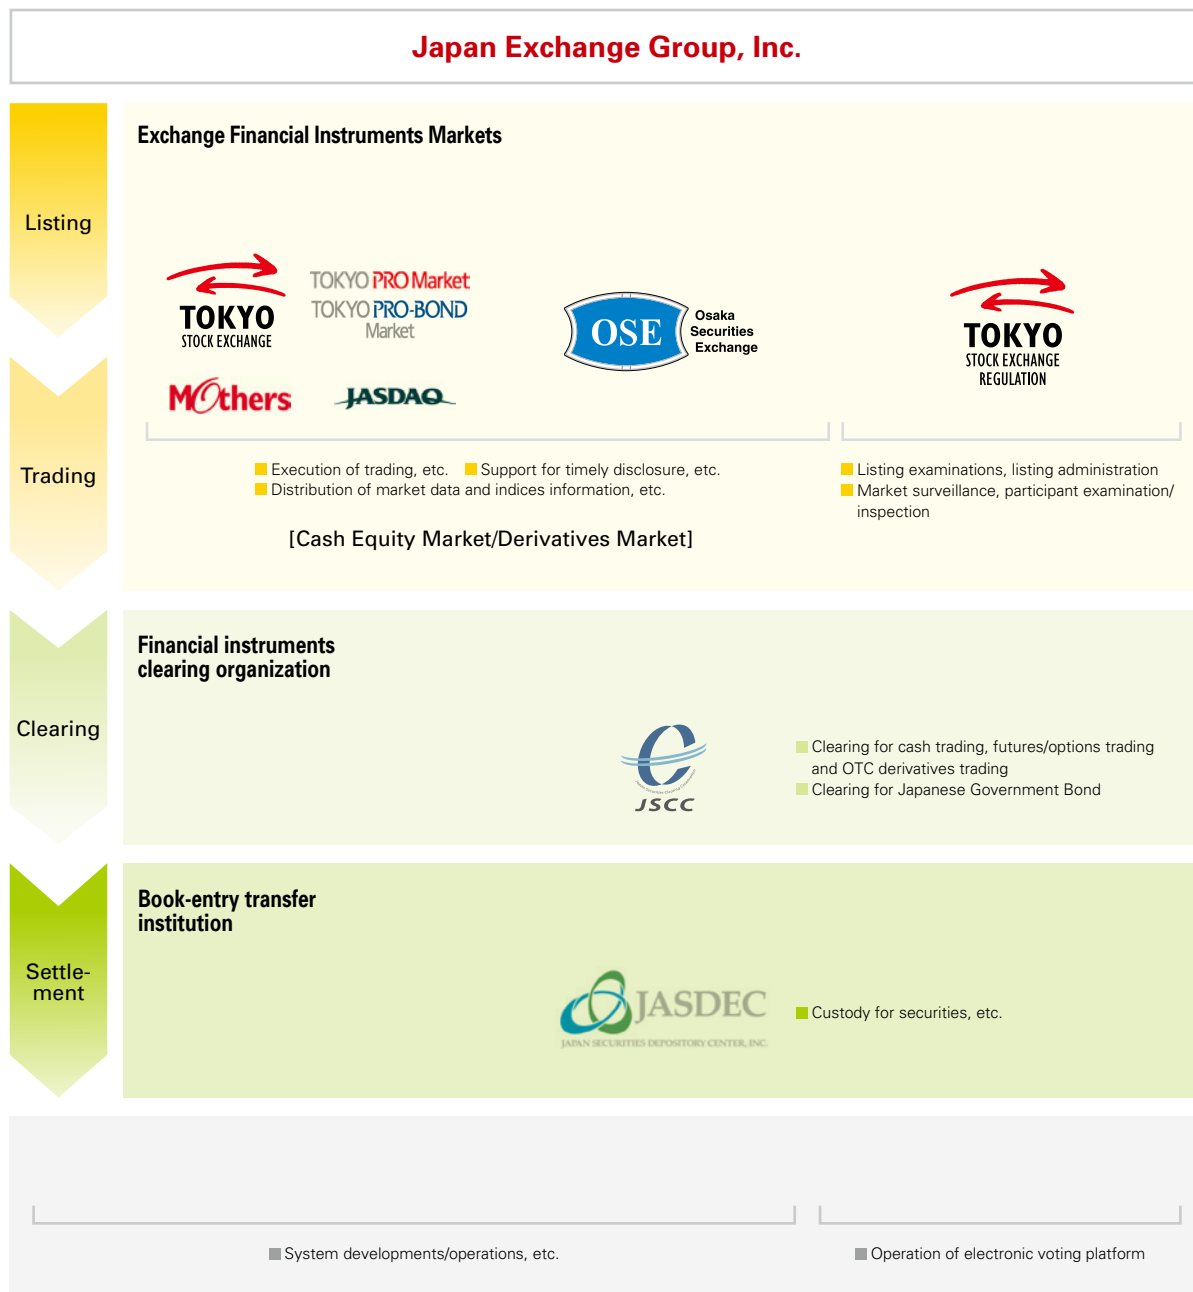 Japan Exchange Group, Inc.
Listing
Exchange Financial Instruments Markets
TOKYO
STOCK EXCHANGE
TOKYO PRO Market
TOKYO PRO-BOND
Market
Mothers
JASDAQ
OSE
Osaka
Securities
Exchange
TOKYO
STOCK EXCHANGE
REGULATION
Trading
Execution of trading, etc. Support for timely disclosure, etc.
Distribution of market data and indices information, etc.
[Cash Equity Market/Derivatives Market]
Listing examinations, listing administration
Market surveillance, participant examination/
inspection
Clearing
Financial instruments
clearing organization
Japan Securities Clearing Corporation
JSCC
Clearing for cash trading, futures/options trading
and OTC derivatives trading
Clearing for Japanese Government Bond
Settle-
ment
Book-entry transfer
institution
JASDEC
JAPAN SECURITIES DEPOSITORY CENTER, INC.
Custody for securities, etc.
System developments/operations, etc.
Operation of electronic voting platform